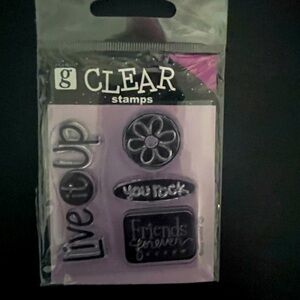 g
CLEAR
stamps
Live it Up
you rock
Friends
forever